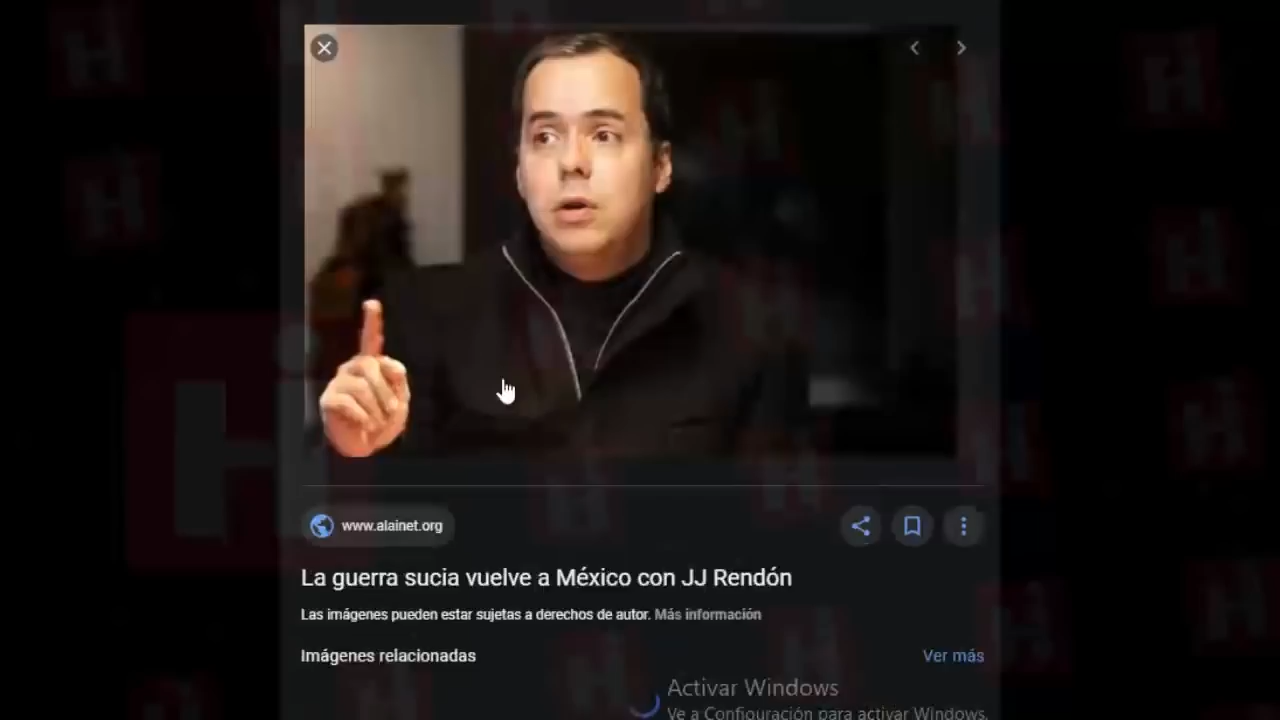 www.alainet.org
La guerra sucia vuelve a México con JJ Rendón
Las imágenes pueden estar sujetas a derechos de autor. Más información
Imágenes relacionadas
Ver más
Activar Windows
Ve a Configuración para activar Windows.